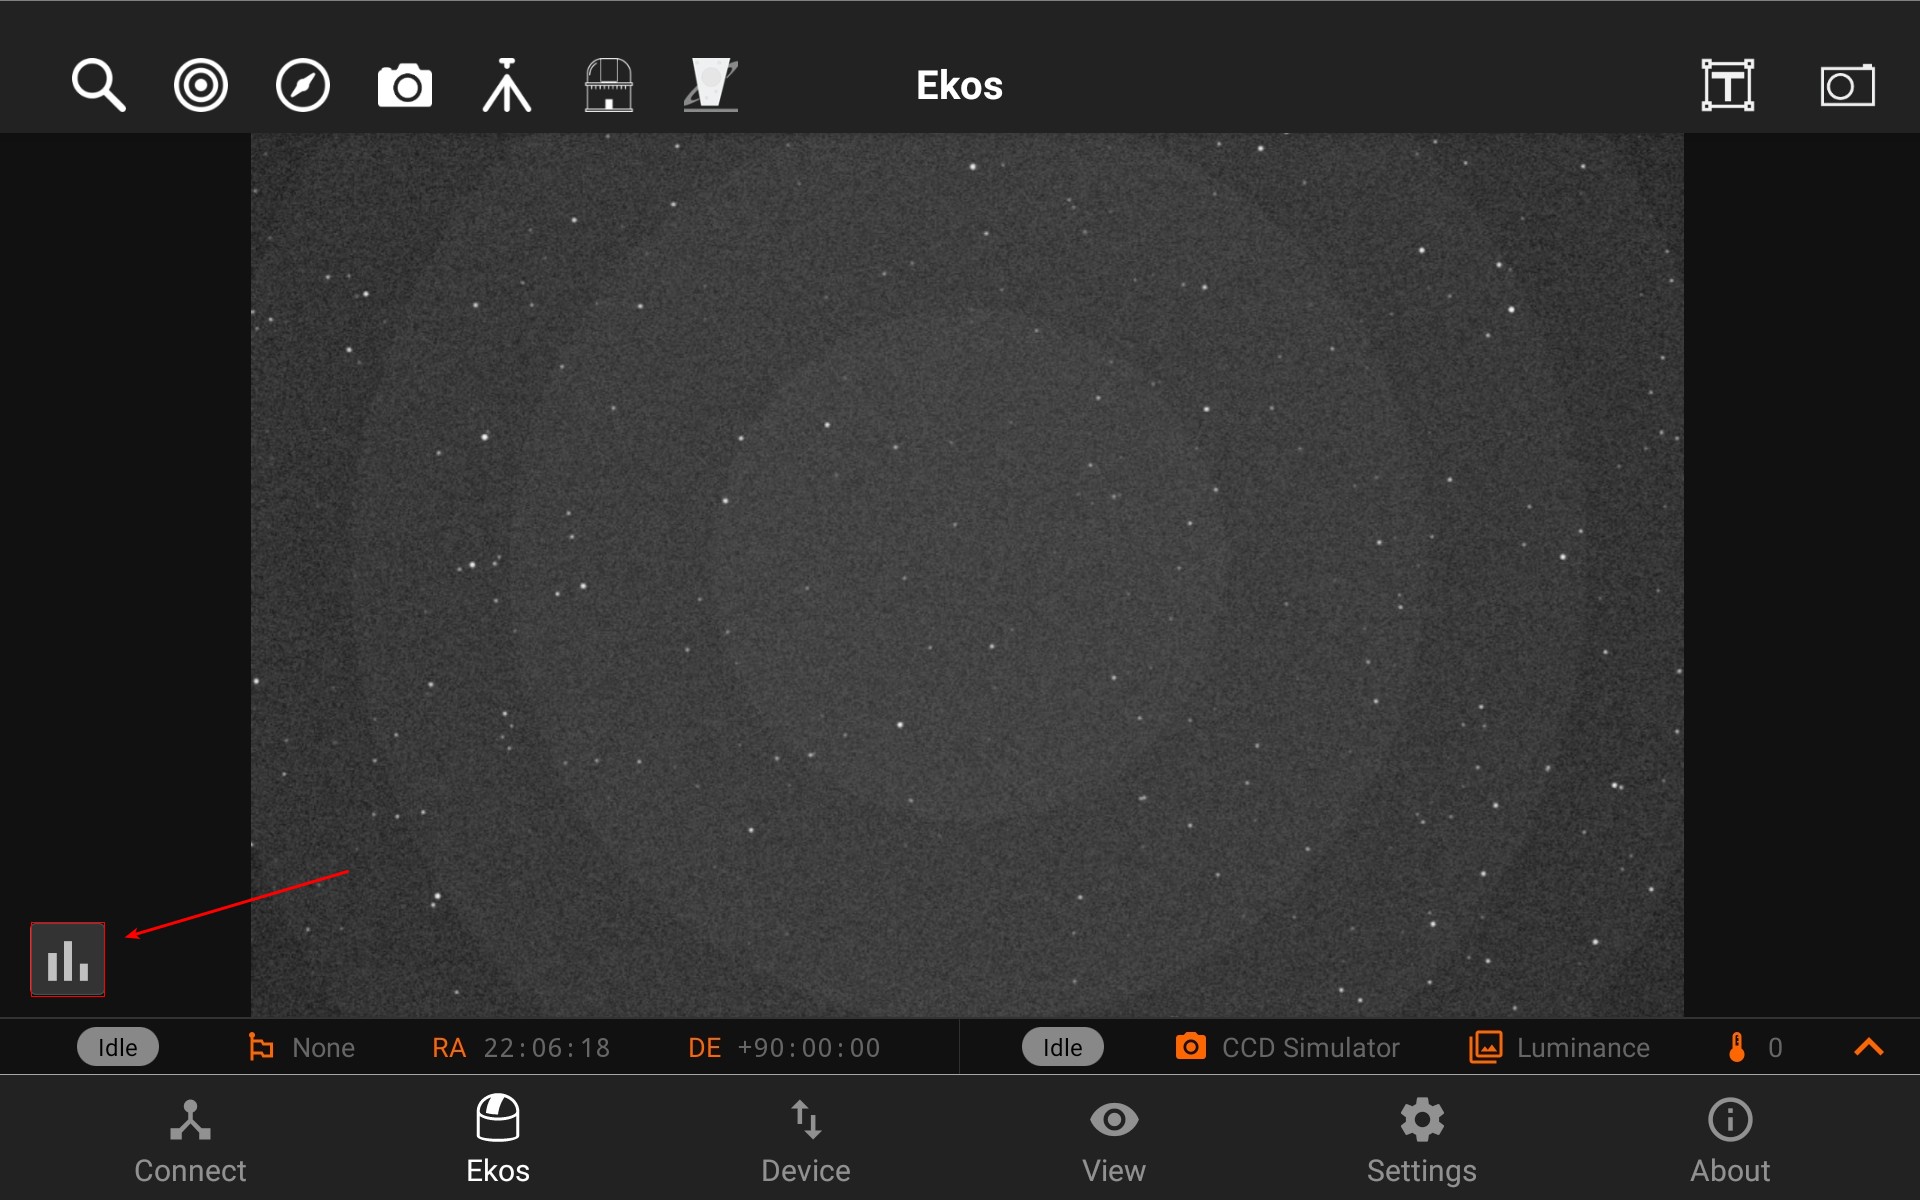 Ekos
Idle None RA 22:06:18 DE +90:00:00 Idle CCD Simulator Luminance 0
Connect Ekos Device View Settings About